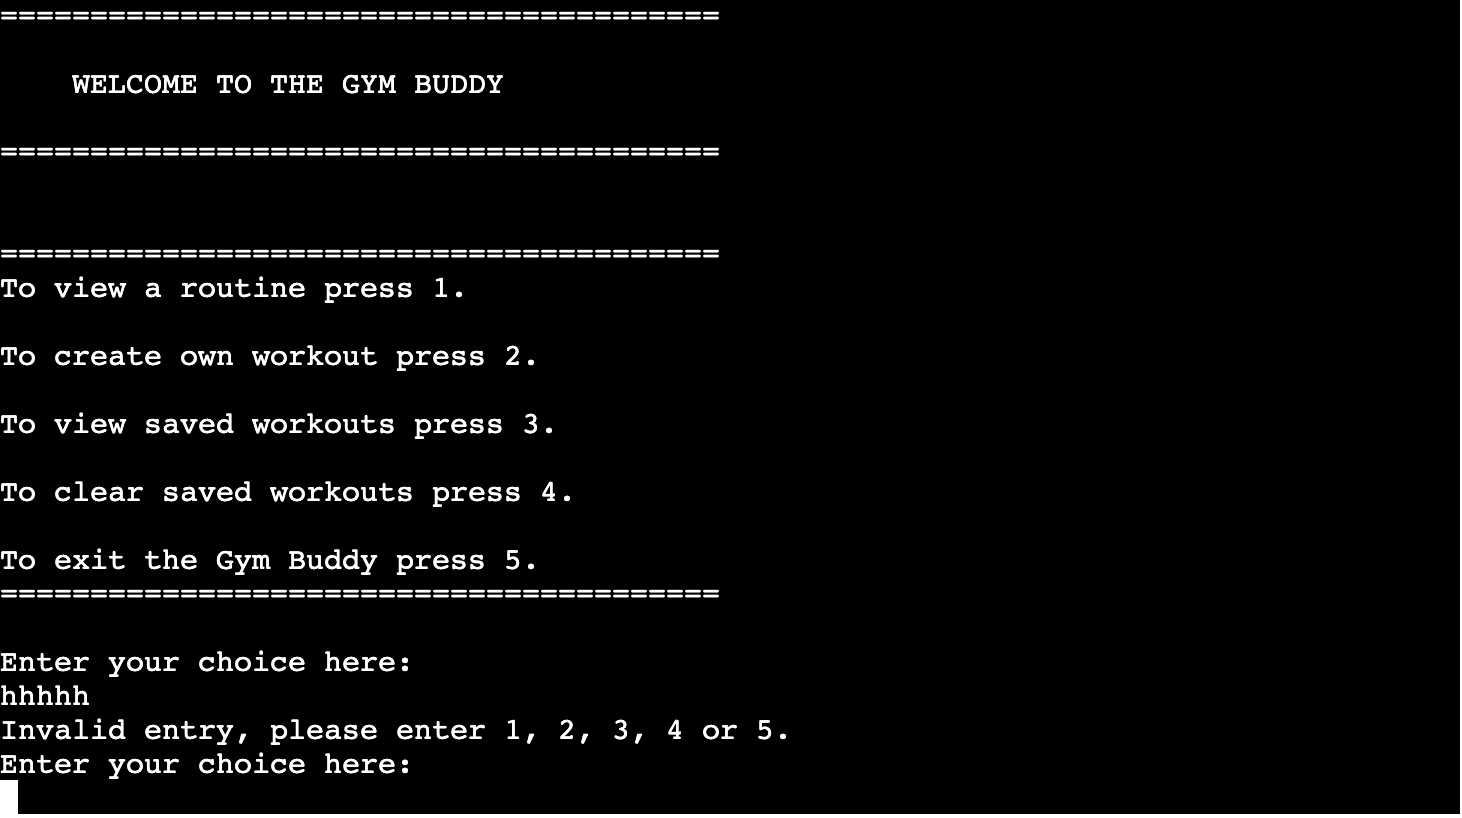 ========================================
WELCOME TO THE GYM BUDDY
========================================
========================================
To view a routine press 1.
To create own workout press 2.
To view saved workouts press 3.
To clear saved workouts press 4.
To exit the Gym Buddy press 5.
========================================
Enter your choice here:
hhhhh
Invalid entry, please enter 1, 2, 3, 4 or 5.
Enter your choice here: